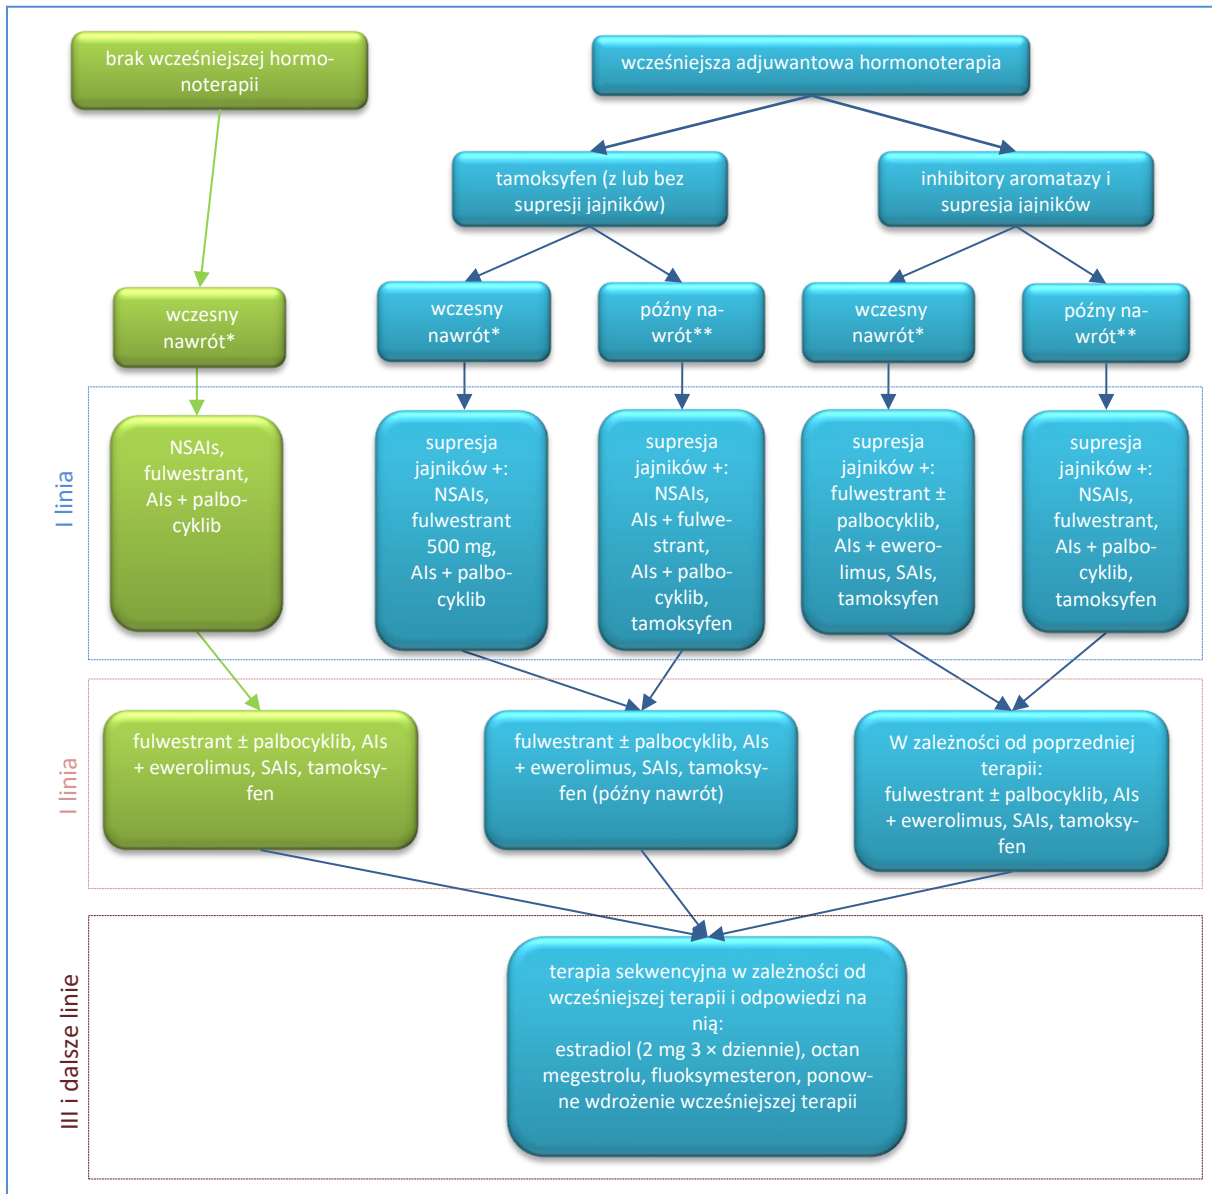 brak wcześniejszej hormo-
noterapii
wcześniejsza adjuwantowa hormonoterapia
tamoksyfen (z lub bez
supresji jajników)
inhibitory aromatazy i
supresja jajników
wczesny
nawrót*
wczesny
nawrót*
późny na-
wrót**
wczesny
nawrót*
późny na-
wrót**
I linia
NSAIs,
fulwestrant,
AIs + palbo-
cyklib
supresja
jajników +:
NSAIs,
fulwestrant
500 mg,
AIs + palbo-
cyklib
supresja
jajników +:
NSAIs,
AIs + fulwe-
strant,
AIs + palbo-
cyklib,
tamoksyfen
supresja
jajników +:
fulwestrant ±
palbocyklib,
AIs + ewero-
limus, SAIs,
tamoksyfen
supresja
jajników +:
NSAIs,
fulwestrant,
AIs + palbo-
cyklib,
tamoksyfen
I linia
fulwestrant ± palbocyklib, AIs
+ ewerolimus, SAIs, tamoksy-
fen
fulwestrant ± palbocyklib, AIs
+ ewerolimus, SAIs, tamoksy-
fen (późny nawrót)
W zależności od poprzedniej
terapii:
fulwestrant ± palbocyklib, AIs
+ ewerolimus, SAIs, tamoksy-
fen
III i dalsze linie
terapia sekwencyjna w zależności od
wcześniejszej terapii i odpowiedzi na
nią:
estradiol (2 mg 3 × dziennie), octan
megestrolu, fluoksymesteron, ponow-
ne wdrożenie wcześniejszej terapii